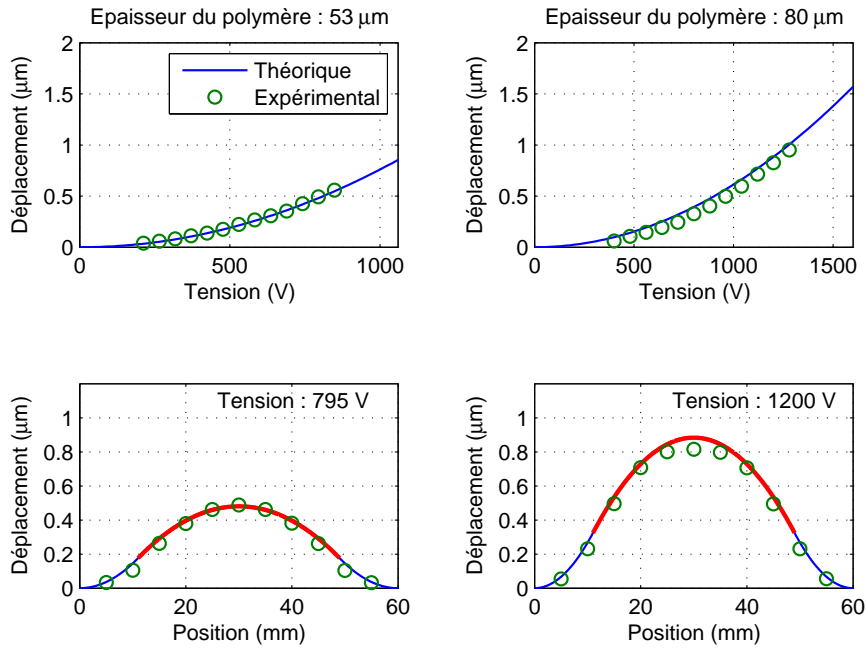 Epaisseur du polymère : 53 μm
2
1.5
1
0.5
0
Déplacement (μm)
0
500
1000
Tension (V)
Théorique
Expérimental
Epaisseur du polymère : 80 μm
2
1.5
1
0.5
0
Déplacement (μm)
0
500
1000
1500
Tension (V)
Tension : 795 V
1
0.8
0.6
0.4
0.2
0
Déplacement (μm)
0
20
40
60
Position (mm)
Tension : 1200 V
1
0.8
0.6
0.4
0.2
0
Déplacement (μm)
0
20
40
60
Position (mm)